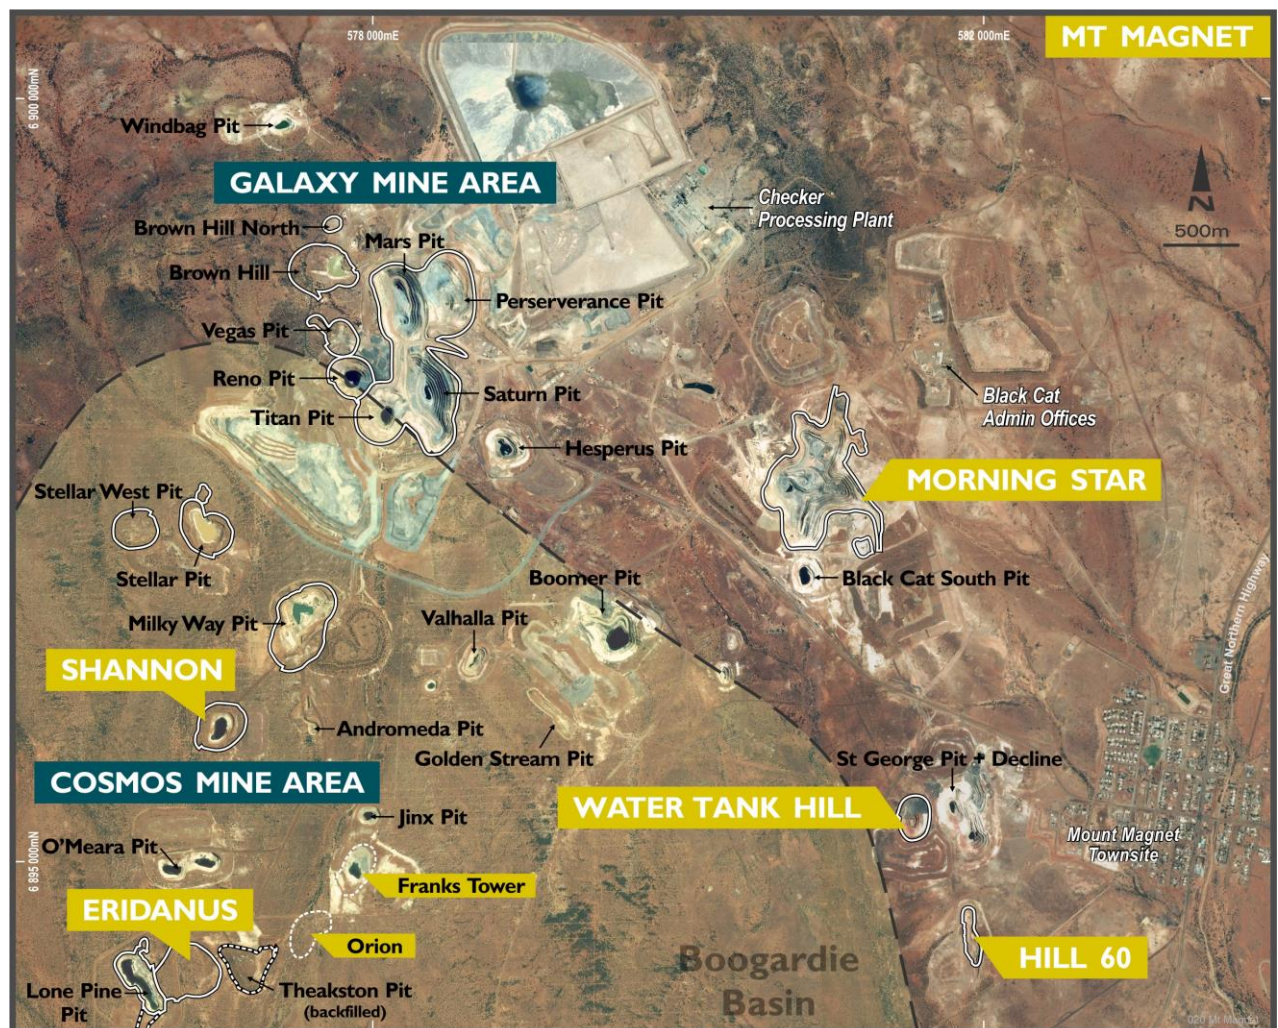 578 000mE
582 000mE
MT MAGNET
6 900 000mN
Windbag Pit
GALAXY MINE AREA
Checker
Processing Plant
N
500m
Brown Hill North
Mars Pit
Brown Hill
Perserverance Pit
Vegas Pit
Reno Pit
Saturn Pit
Titan Pit
Black Cat
Admin Offices
Hesperus Pit
MORNING STAR
Stellar West Pit
Stellar Pit
Boomer Pit
Black Cat South Pit
Milky Way Pit
Valhalla Pit
Great Northern Highway
SHANNON
Andromeda Pit
Golden Stream Pit
St George Pit + Decline
COSMOS MINE AREA
WATER TANK HILL
Jinx Pit
Mount Magnet
Townsite
O'Meara Pit
6 895 000mN
Franks Tower
ERIDANUS
Orion
Boogardie
Basin
HILL 60
Lone Pine
Pit
Theakston Pit
(backfilled)